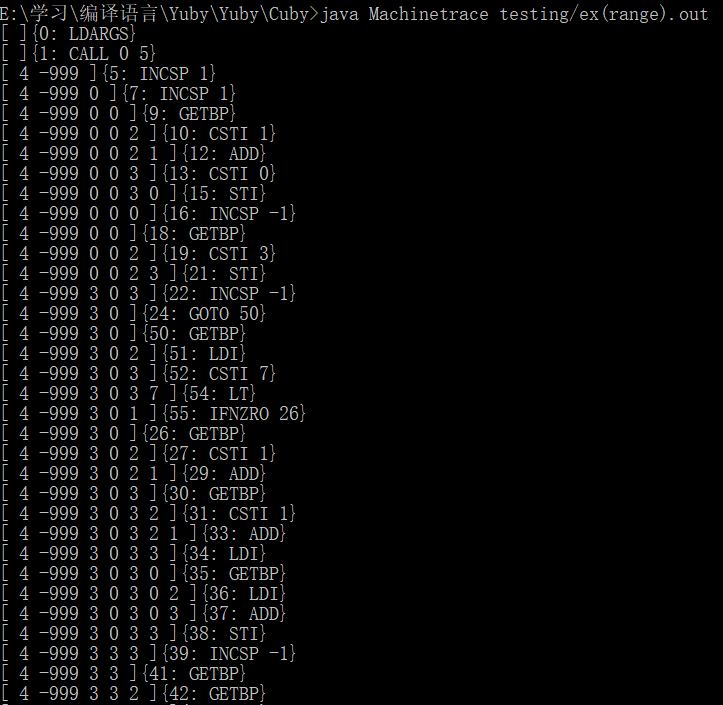 E:\学习\编译语言\Yuby\Yuby\Cuby>java Machinetrace testing/ex(range).out
[ ]{0: LDARGS}
[ ]{1: CALL 0 5}
[ 4 -999 ]{5: INCSP 1}
[ 4 -999 0 ]{7: INCSP 1}
[ 4 -999 0 0 ]{9: GETBP}
[ 4 -999 0 0 2 ]{10: CSTI 1}
[ 4 -999 0 0 2 1 ]{12: ADD}
[ 4 -999 0 0 3 ]{13: CSTI 0}
[ 4 -999 0 0 3 0 ]{15: STI}
[ 4 -999 0 0 0 ]{16: INCSP -1}
[ 4 -999 0 0 ]{18: GETBP}
[ 4 -999 0 0 2 ]{19: CSTI 3}
[ 4 -999 0 0 2 3 ]{21: STI}
[ 4 -999 3 0 3 ]{22: INCSP -1}
[ 4 -999 3 0 ]{24: GOTO 50}
[ 4 -999 3 0 ]{50: GETBP}
[ 4 -999 3 0 2 ]{51: LDI}
[ 4 -999 3 0 3 ]{52: CSTI 7}
[ 4 -999 3 0 3 7 ]{54: LT}
[ 4 -999 3 0 1 ]{55: IFNZRO 26}
[ 4 -999 3 0 ]{26: GETBP}
[ 4 -999 3 0 2 ]{27: CSTI 1}
[ 4 -999 3 0 2 1 ]{29: ADD}
[ 4 -999 3 0 3 ]{30: GETBP}
[ 4 -999 3 0 3 2 ]{31: CSTI 1}
[ 4 -999 3 0 3 2 1 ]{33: ADD}
[ 4 -999 3 0 3 3 ]{34: LDI}
[ 4 -999 3 0 3 0 ]{35: GETBP}
[ 4 -999 3 0 3 0 2 ]{36: LDI}
[ 4 -999 3 0 3 0 3 ]{37: ADD}
[ 4 -999 3 0 3 3 ]{38: STI}
[ 4 -999 3 3 3 ]{39: INCSP -1}
[ 4 -999 3 3 ]{41: GETBP}
[ 4 -999 3 3 2 ]{42: GETBP}